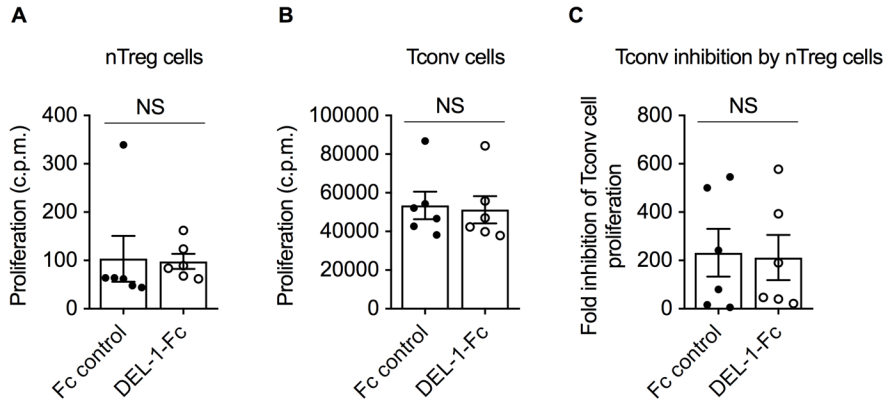 A
nTreg cells
NS
Proliferation (c.p.m.)
400
300
200
100
0
Fc control
DEL-1-Fc
B
Tconv cells
NS
Proliferation (c.p.m.)
100000
80000
60000
40000
20000
0
Fc control
DEL-1-Fc
C
Tconv inhibition by nTreg cells
NS
Fold inhibition of Tconv cell
proliferation
800
600
400
200
0
Fc control
DEL-1-Fc